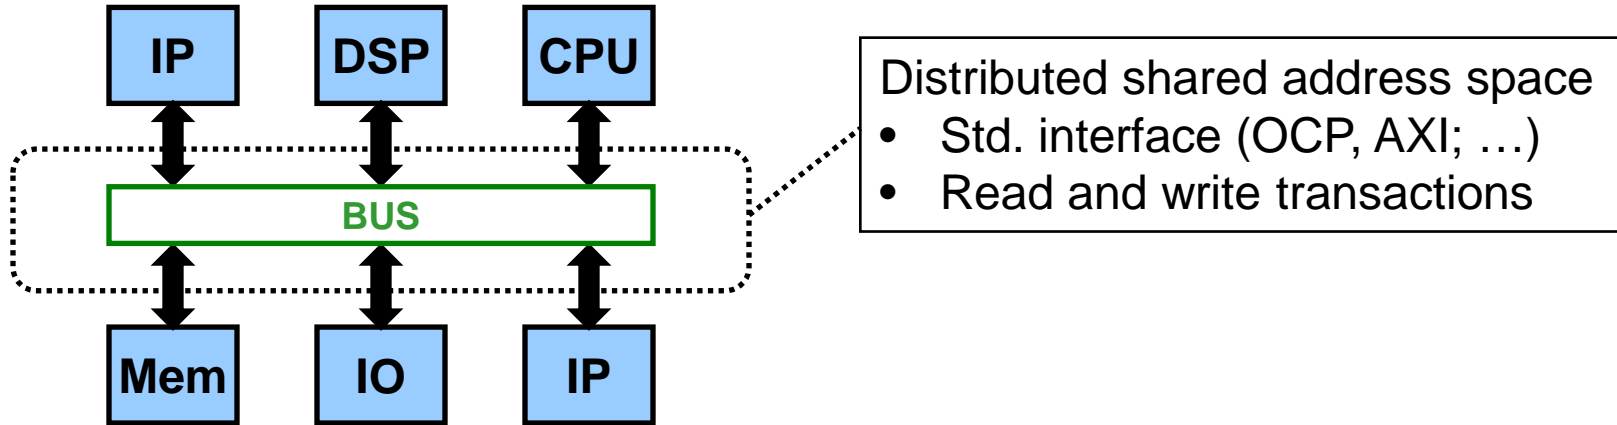 IP DSP CPU
Distributed shared address space
• Std. interface (OCP, AXI; …)
• Read and write transactions
BUS
Mem IO IP